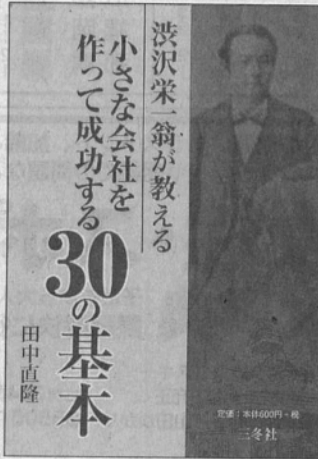 渋沢栄一翁が教える
小さな会社を
作って成功する
30の基本
田中直隆
定価：本体600円+税
三冬社